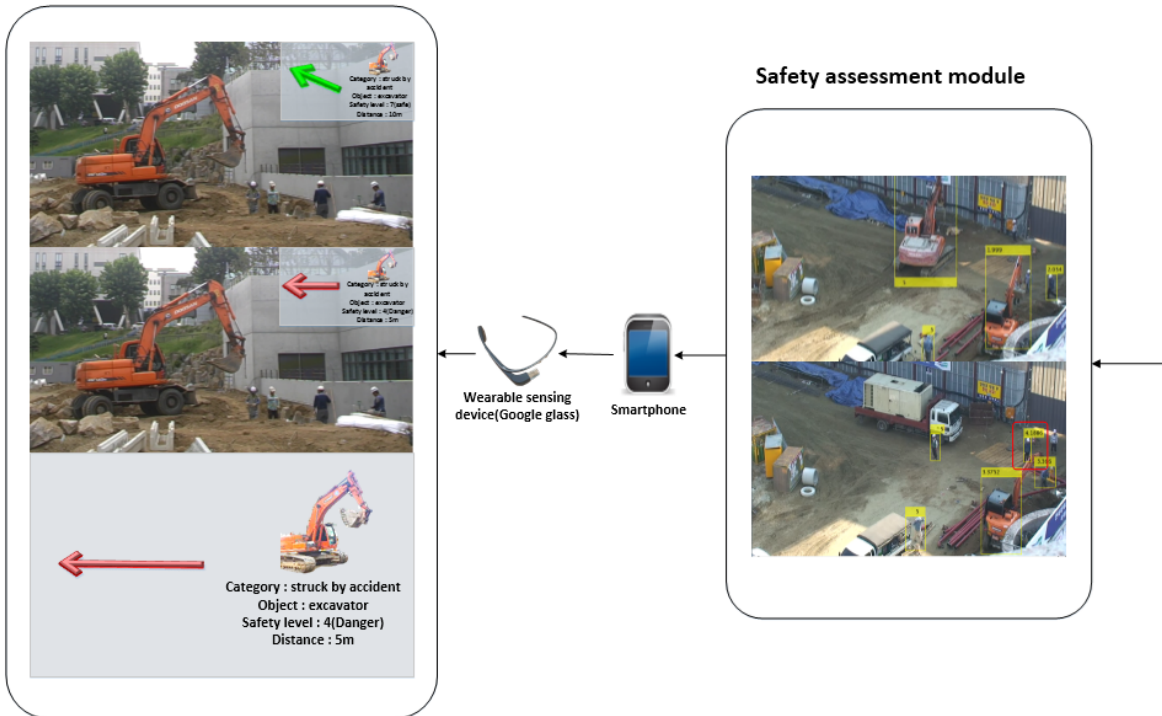 Category : struck by
accident
Object : excavator
Safety level : 7(safe)
Distance : 10m
Category : struck by
accident
Object : excavator
Safety level : 4(Danger)
Distance : 5m
Category : struck by accident
Object : excavator
Safety level : 4(Danger)
Distance : 5m
Wearable sensing
device(Google glass)
Smartphone
Safety assessment module